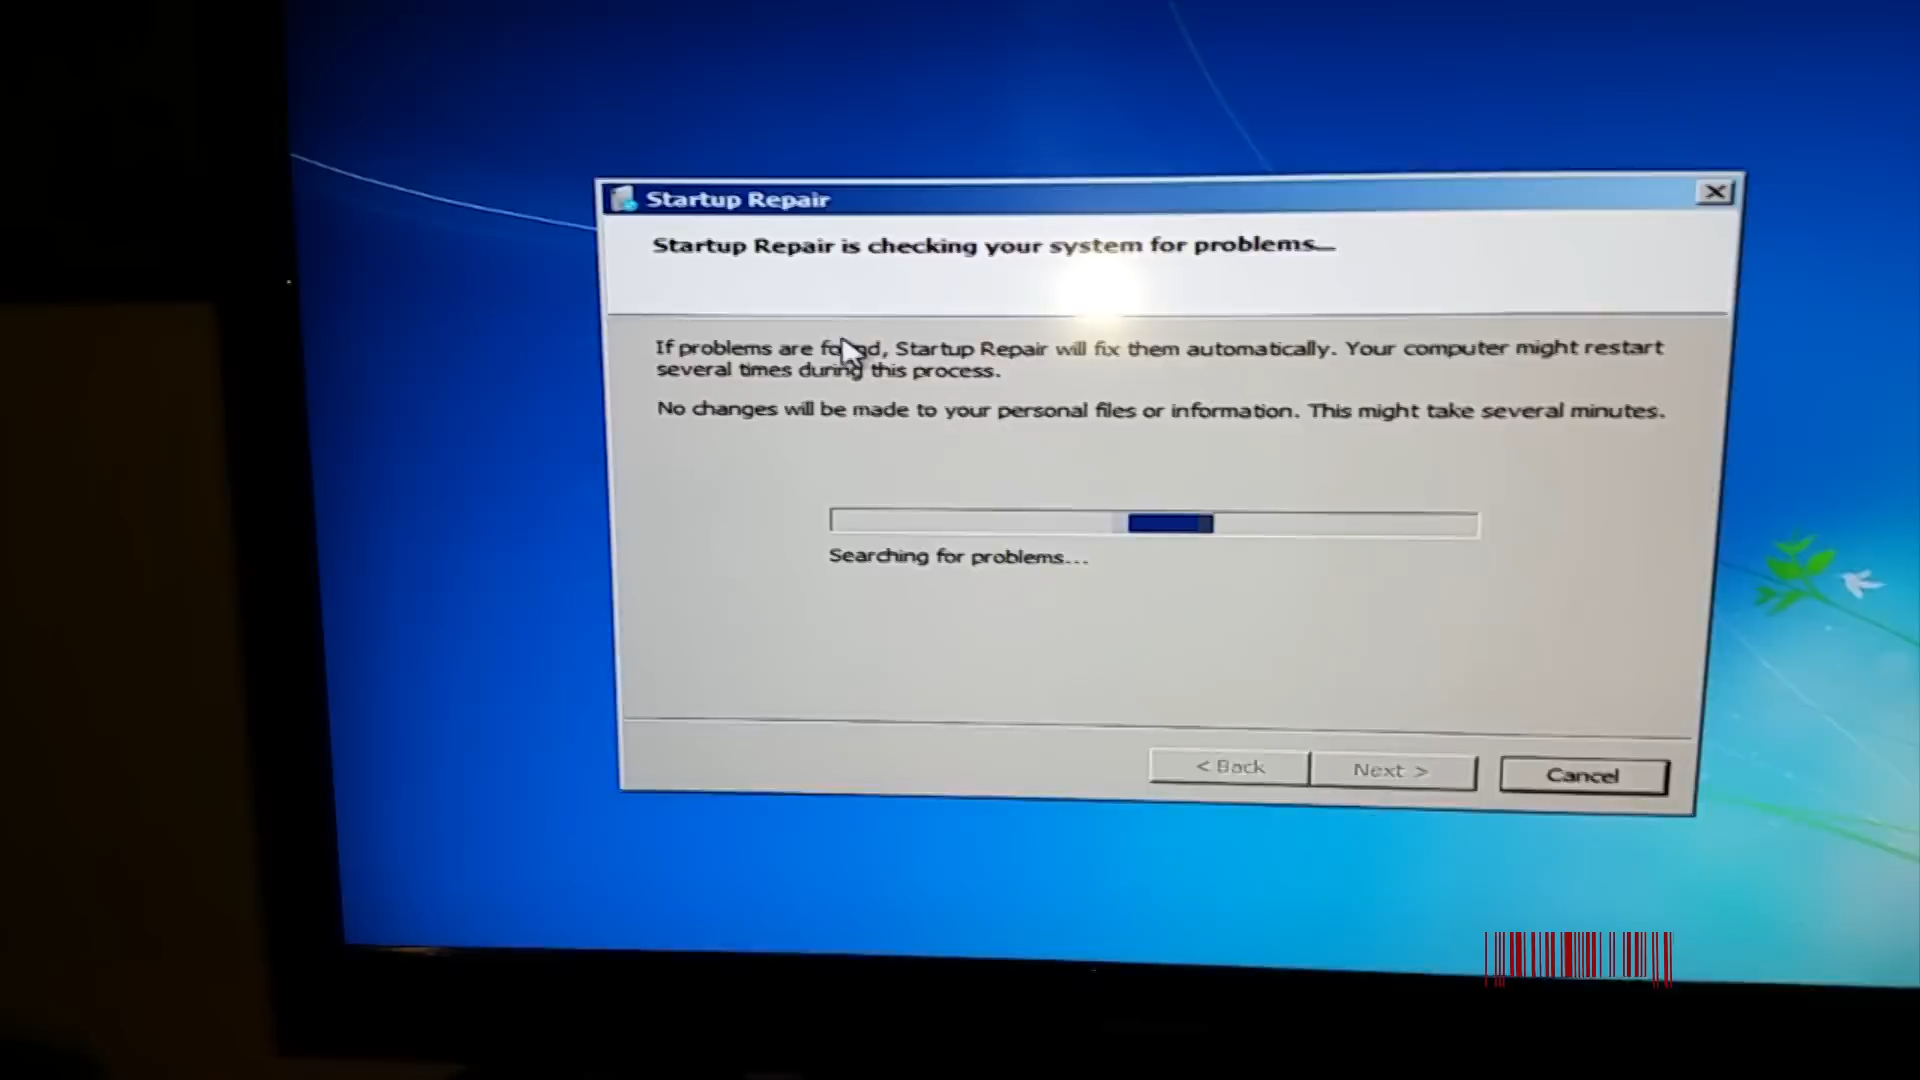 Startup Repair
Startup Repair is checking your system for problems...
If problems are found, Startup Repair will fix them automatically. Your computer might restart
several times during this process.
No changes will be made to your personal files or information. This might take several minutes.
Searching for problems...
< Back
Next >
Cancel